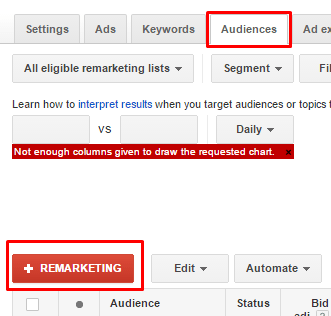 Settings Ads Keywords Audiences Ad ex
All eligible remarketing lists Segment Fil
Learn how to interpret results when you target audiences or topics t
VS Daily
Not enough columns given to draw the requested chart. ×
+ REMARKETING Edit Automate
Audience Status Bid
adj. ?